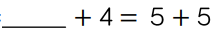 _____ + 4 = 5 + 5